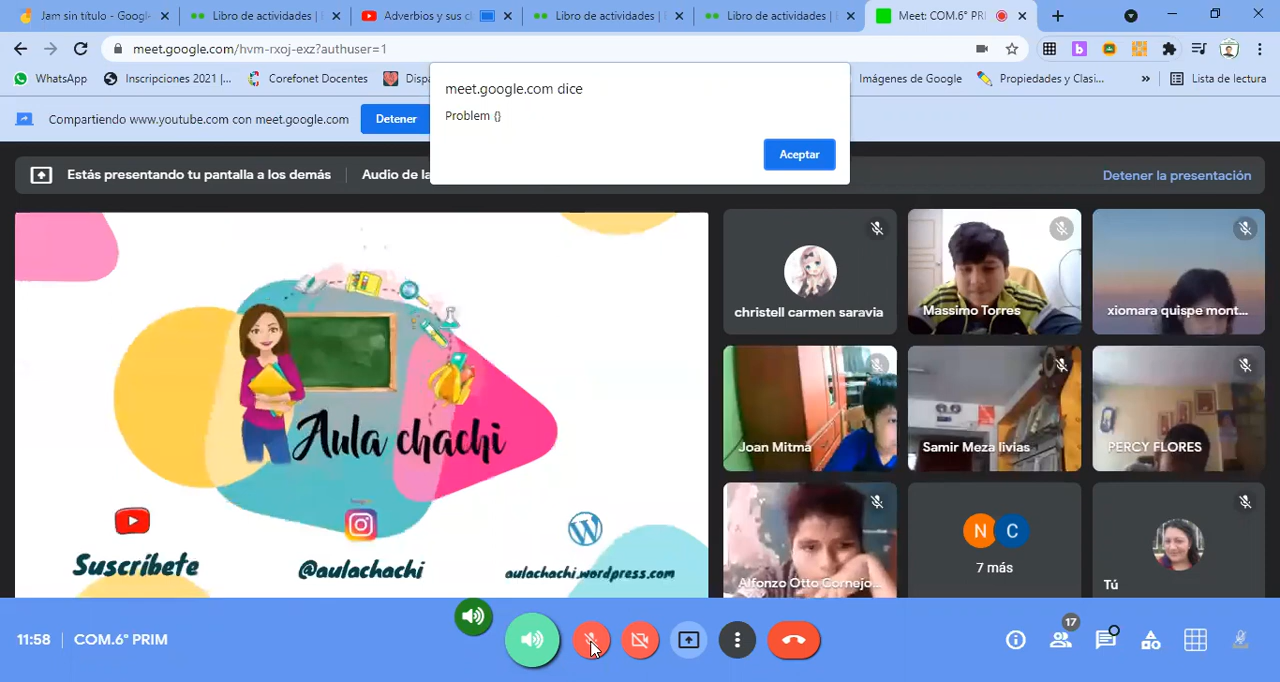 Jam sin título - Googl
Libro de actividades |
Adverbios y sus c
Libro de actividades |
Libro de actividades |
Meet: COM.6° PRI
meet.google.com/hvm-rxoj-exz?authuser=1
WhatsApp
Inscripciones 2021 |...
Corefonet Docentes
Dispa
Imágenes de Google
Propiedades y Clasi...
»
Lista de lectura
meet.google.com dice
Problem {}
Aceptar
Compartiendo www.youtube.com con meet.google.com
Detener
Estás presentando tu pantalla a los demás
Audio de la
Detener la presentación
Aula chachi
Suscríbete
@aulachachi
aulachachi.wordpress.com
christell carmen saravia
Massimo Torres
xiomara quispe mont...
Joan Mitma
Samir Meza livias
PERCY FLORES
Alfonzo Otto Cornejo...
N C
7 más
Tú
11:58 | COM.6° PRIM
17